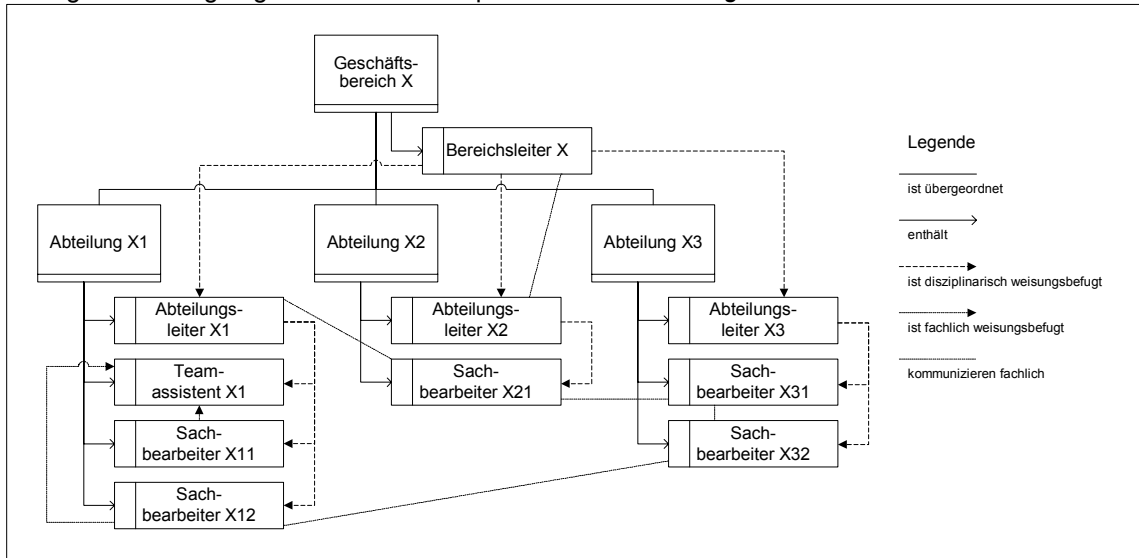 Geschäfts-
bereich X
Bereichsleiter X
Abteilung X1
Abteilung X2
Abteilung X3
Abteilungs-
leiter X1
Abteilungs-
leiter X2
Abteilungs-
leiter X3
Team-
assistent X1
Sach-
bearbeiter X21
Sach-
bearbeiter X31
Sach-
bearbeiter X11
Sach-
bearbeiter X32
Sach-
bearbeiter X12
Legende
ist übergeordnet
enthält
ist disziplinarisch weisungsbefugt
ist fachlich weisungsbefugt
kommunizieren fachlich